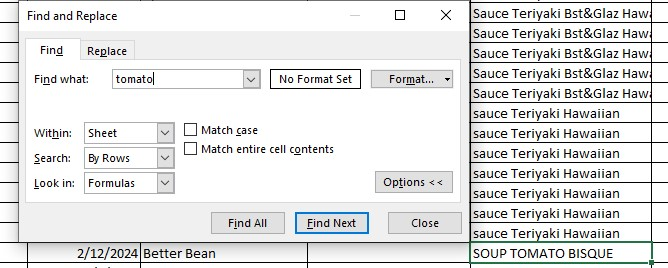 Sauce Teriyaki Bst&Glaz Hawa
Find and Replace
?
×
Sauce Teriyaki Bst&Glaz Hawa
Find
Replace
Sauce Teriyaki Bst&Glaz Hawa
Find what:
tomato
No Format Set
Format...
Sauce Teriyaki Bst&Glaz Hawa
Sauce Teriyaki Bst&Glaz Hawa
sauce Teriyaki Hawaiian
Within:
Sheet
Match case
sauce Teriyaki Hawaiian
Search:
By Rows
Match entire cell contents
sauce Teriyaki Hawaiian
Look in:
Formulas
Options <<
sauce Teriyaki Hawaiian
sauce Teriyaki Hawaiian
Find All
Find Next
Close
sauce Teriyaki Hawaiian
sauce Teriyaki Hawaiian
2/12/2024
Better Bean
SOUP TOMATO BISQUE